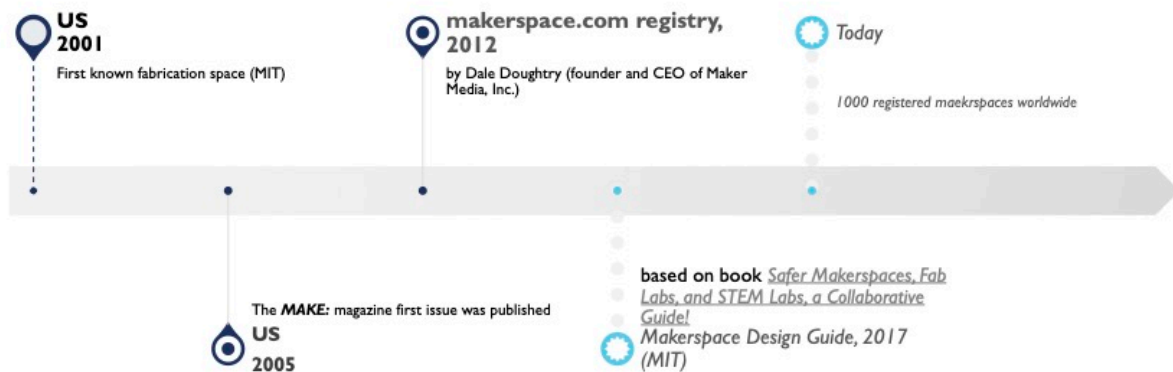 US
2001
First known fabrication space (MIT)
The MAKE: magazine first issue was published
US
2005
makerspace.com registry,
2012
by Dale Doughtry (founder and CEO of Maker
Media, Inc.)
based on book Safer Makerspaces, Fab
Labs, and STEM Labs, a Collaborative
Guide!
Makerspace Design Guide, 2017
(MIT)
Today
1000 registered maekrspaces worldwide